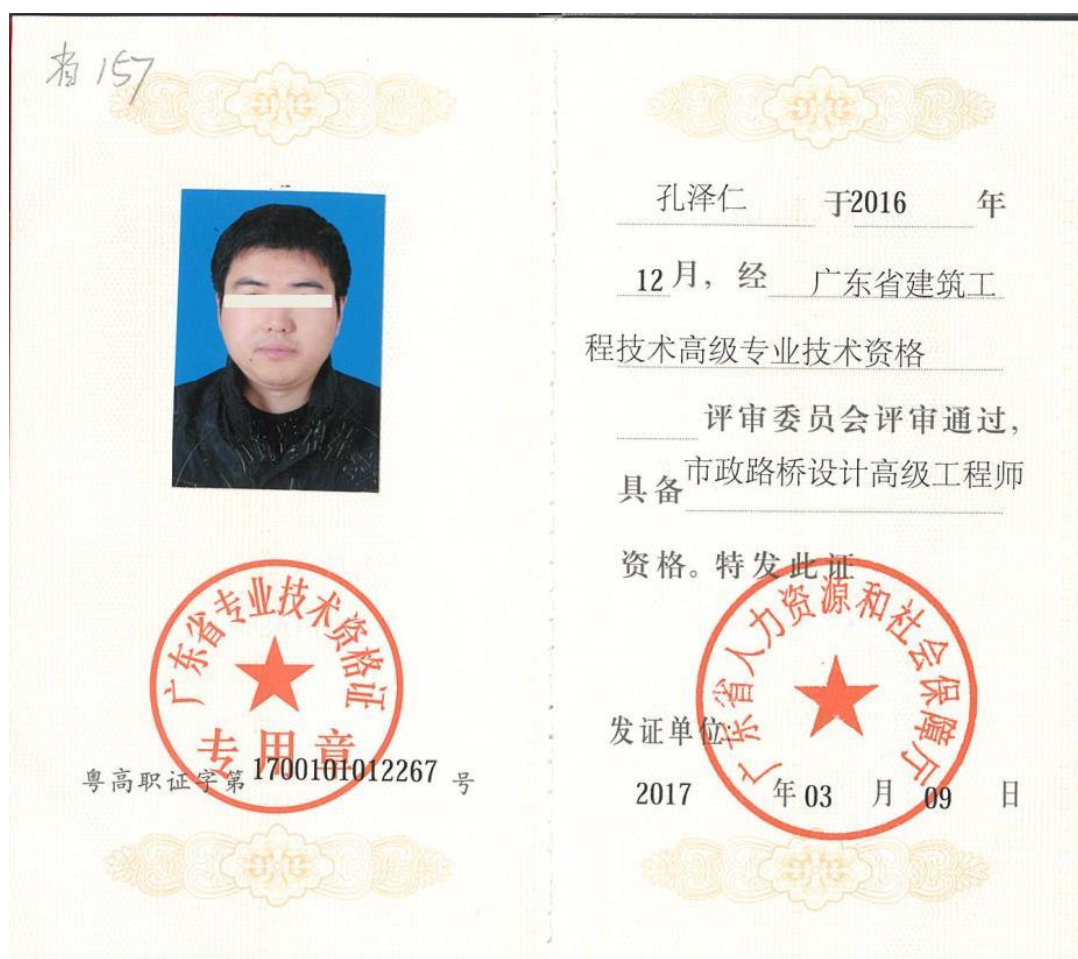 省157
广东省专业技术资格证
专用章
粤高职证字第 1700101012267 号
孔泽仁 于2016 年
12月，经 广东省建筑工
程技术高级专业技术资格
评审委员会评审通过，
具备市政路桥设计高级工程师
资格。特发此证
广东省人力资源和社会保障厅
发证单位：
2017 年 03 月 09 日